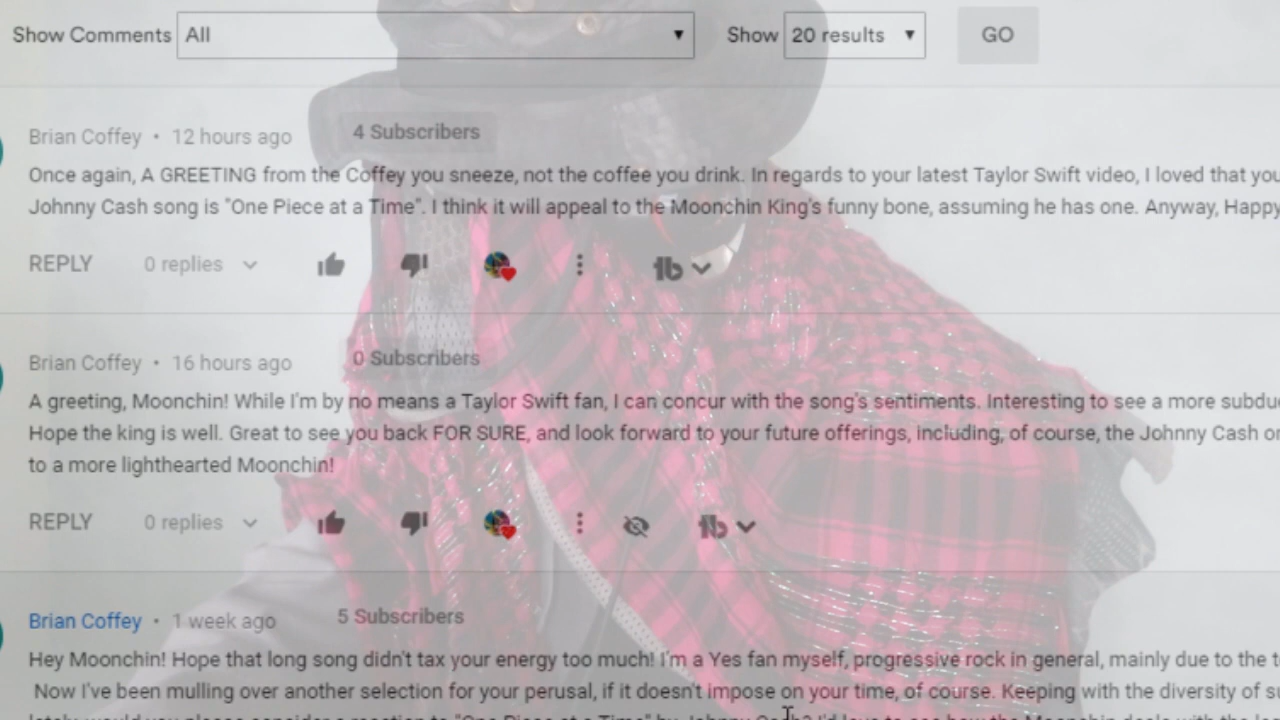 Show Comments All Show 20 results GO
Brian Coffey • 12 hours ago 4 Subscribers
Once again, A GREETING from the Coffey you sneeze, not the coffee you drink. In regards to your latest Taylor Swift video, I loved that you
Johnny Cash song is "One Piece at a Time". I think it will appeal to the Moonchin King's funny bone, assuming he has one. Anyway, Happy
REPLY 0 replies
Brian Coffey • 16 hours ago 0 Subscribers
A greeting, Moonchin! While I'm by no means a Taylor Swift fan, I can concur with the song's sentiments. Interesting to see a more subdu
Hope the king is well. Great to see you back FOR SURE, and look forward to your future offerings, including, of course, the Johnny Cash
to a more lighthearted Moonchin!
REPLY 0 replies
Brian Coffey • 1 week ago 5 Subscribers
Hey Moonchin! Hope that long song didn't tax your energy too much! I'm a Yes fan myself, progressive rock in general, mainly due to the
Now I've been mulling over another selection for your perusal, if it doesn't impose on your time, of course. Keeping with the diversity of